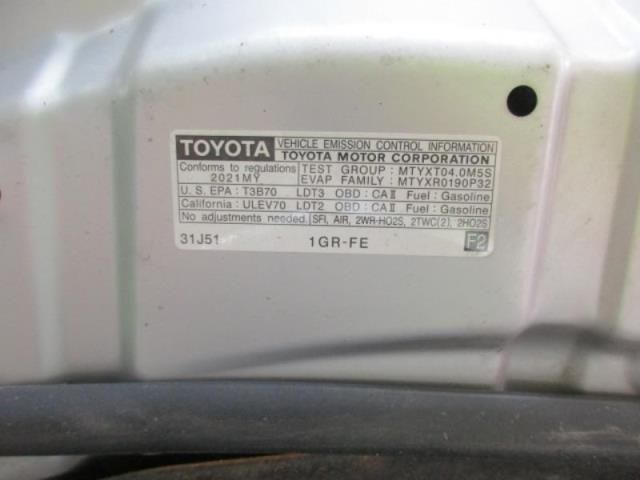 TOYOTA VEHICLE EMISSION CONTROL INFORMATION
TOYOTA MOTOR CORPORATION
Conforms to regulations TEST GROUP : MTYXT04.0M5S
2021MY EVAP FAMILY : MTYXR0190P32
U.S. EPA : T3B70 LDT3 OBD : CAⅡ Fuel : Gasoline
California : ULEV70 LDT2 OBD : CAⅡ Fuel : Gasoline
No adjustments needed. SFI, AIR, 2WR-HO2S, 2TWC(2), 2HO2S
31J51 1GR-FE F2